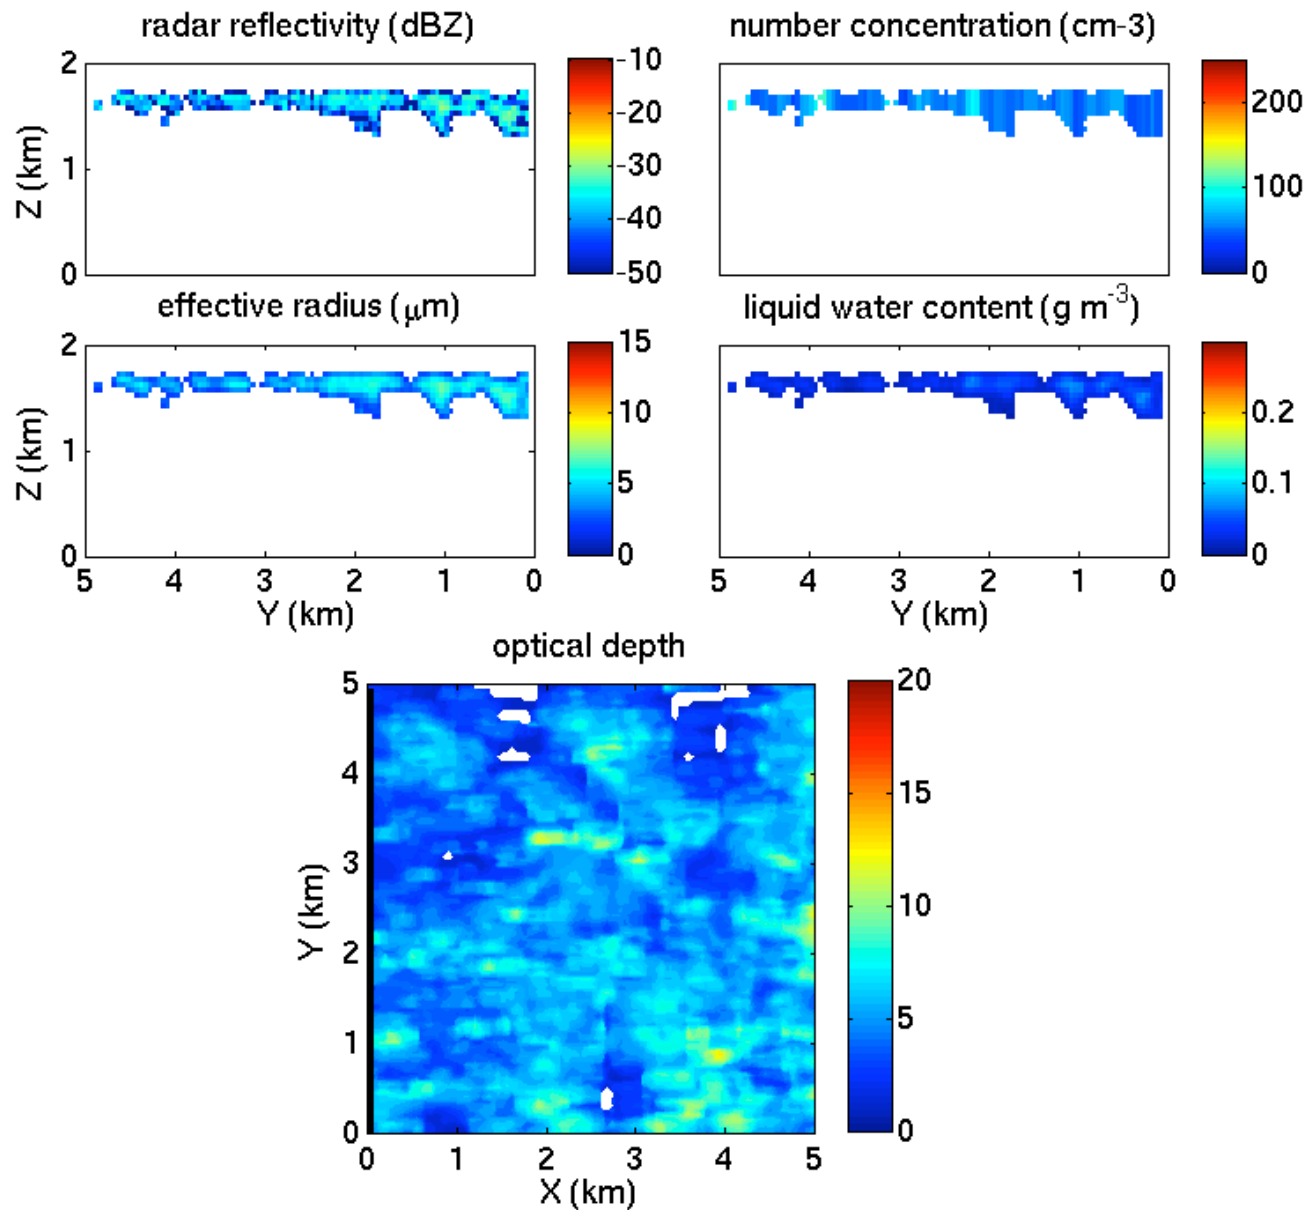 radar reflectivity (dBZ)
number concentration (cm-3)
2
1
0
Z (km)
5
-10
-20
-30
-40
-50
5
200
100
0
effective radius (μm)
liquid water content (g m⁻³)
2
1
0
Z (km)
5 4 3 2 1 0
Y (km)
15
10
5
0
5 4 3 2 1 0
Y (km)
0.2
0.1
0
optical depth
5
4
3
2
1
0
Y (km)
0 1 2 3 4 5
X (km)
20
15
10
5
0